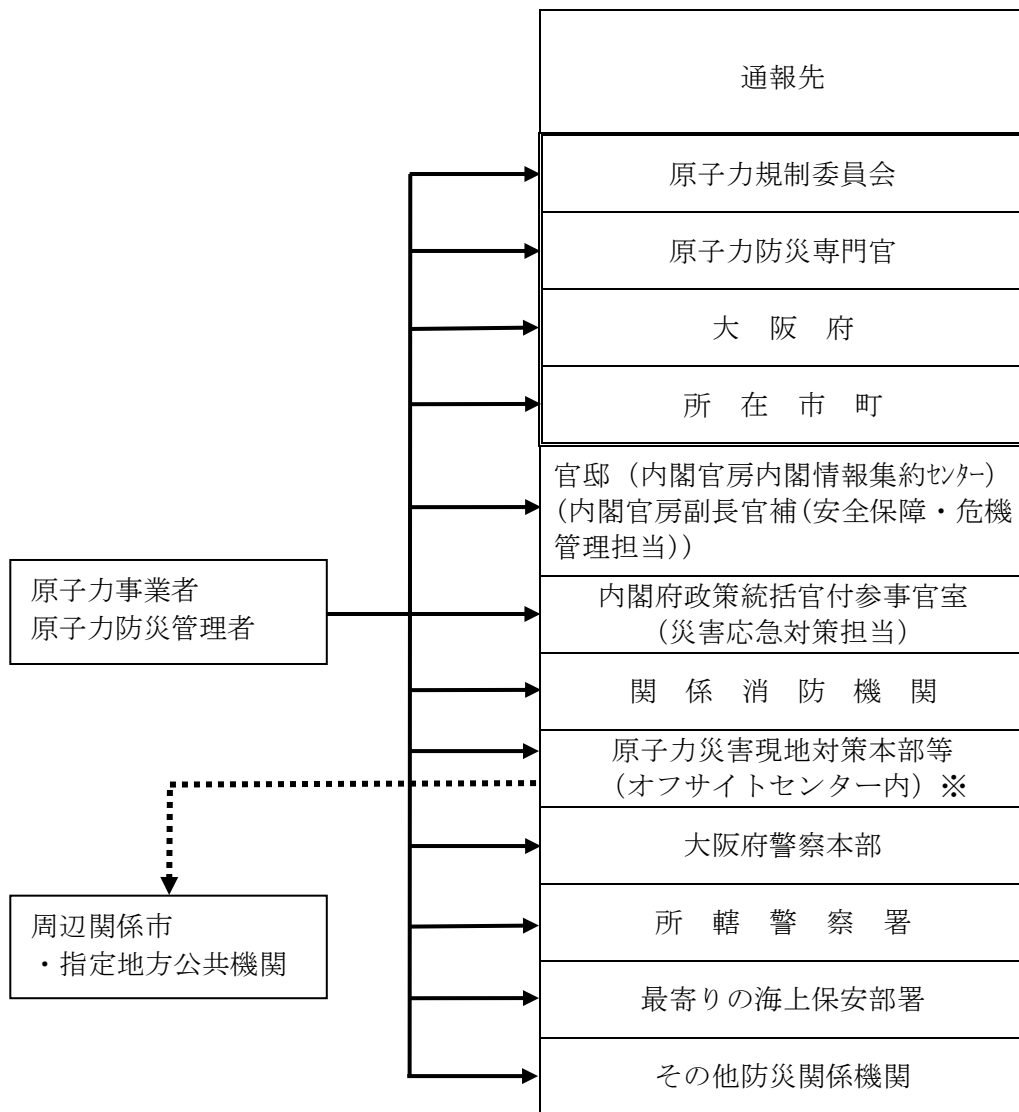 通報先
原子力規制委員会
原子力防災専門官
大　阪　府
所　在　市　町
官邸（内閣官房内閣情報集約ｾﾝﾀｰ）
(内閣官房副長官補(安全保障・危機
管理担当))
内閣府政策統括官付参事官室
（災害応急対策担当）
関　係　消　防　機　関
原子力災害現地対策本部等
（オフサイトセンター内）※
大阪府警察本部
所　轄　警　察　署
最寄りの海上保安部署
その他防災関係機関
原子力事業者
原子力防災管理者
周辺関係市
・指定地方公共機関